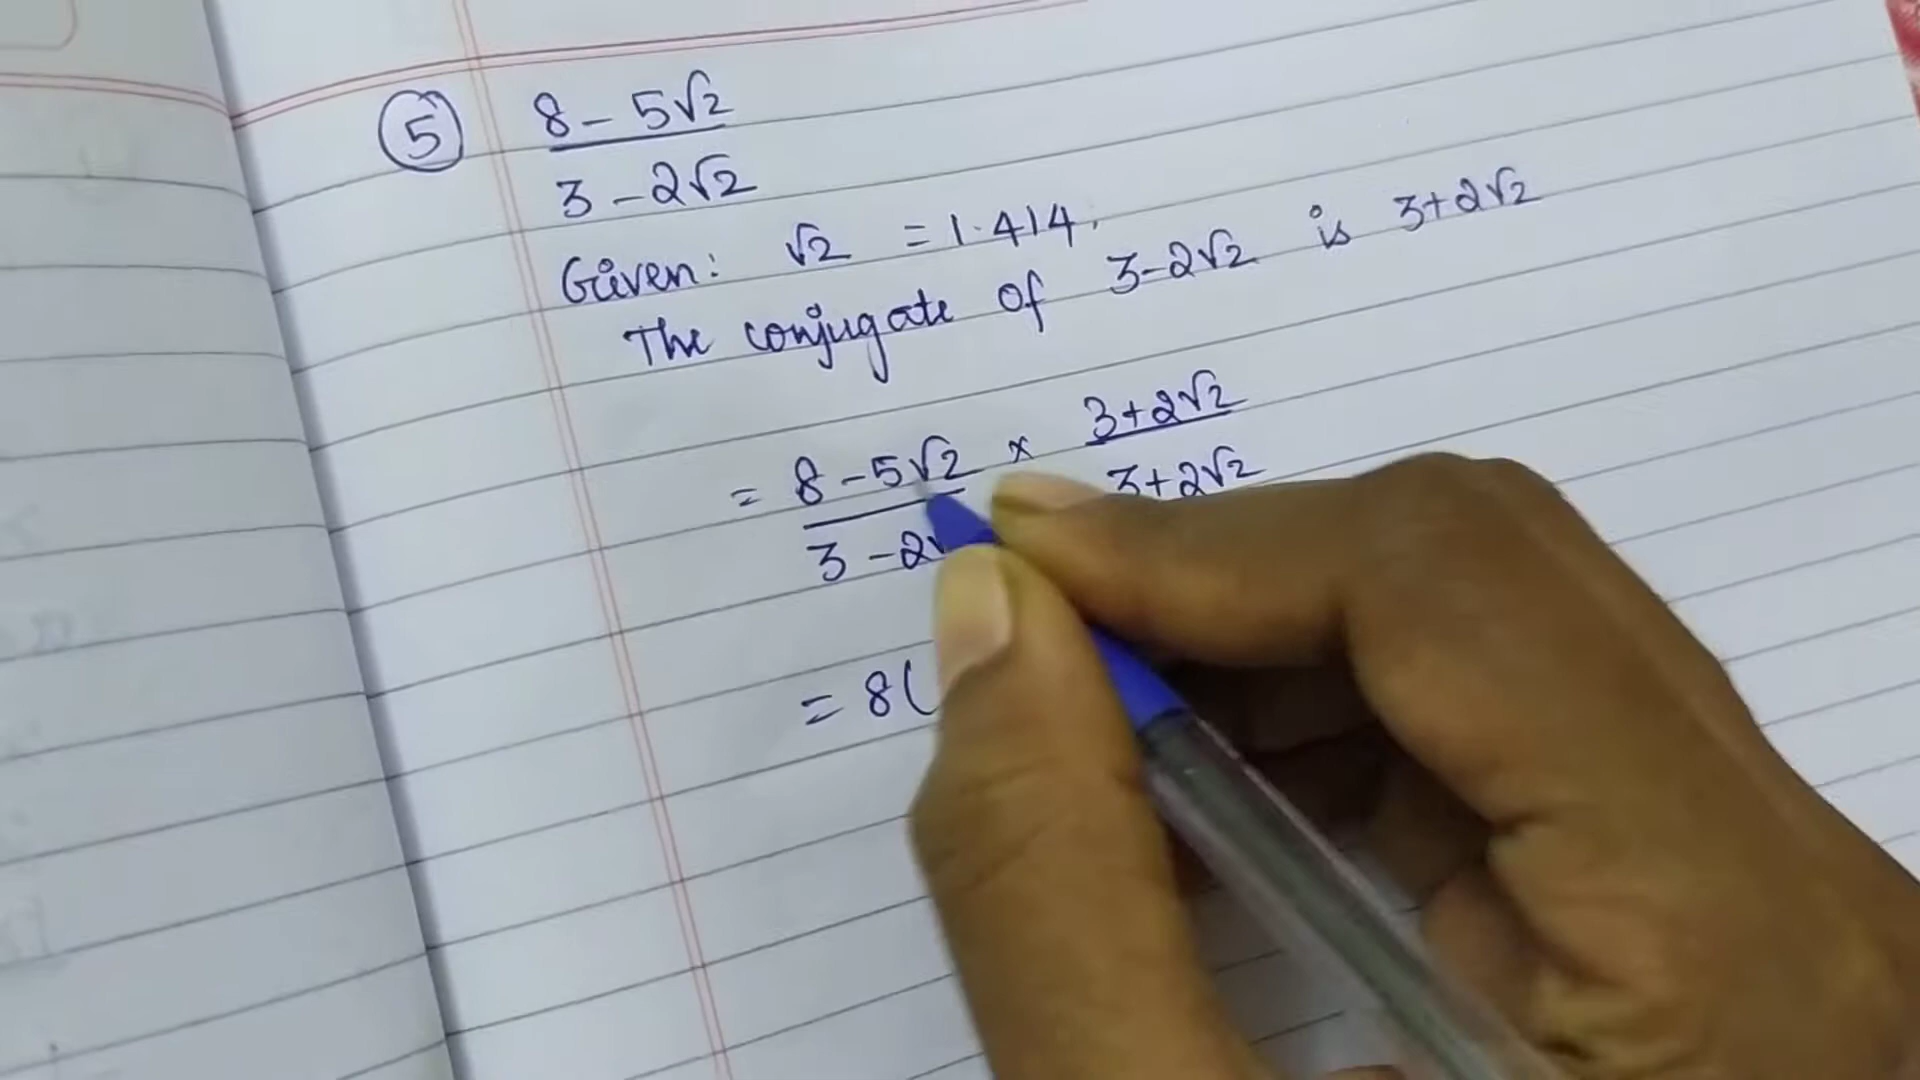 5 8 - 5√2
3 - 2√2
Given: √2 = 1.414.
The conjugate of 3-2√2 is 3+2√2
= 8 - 5√2 × 3+2√2
3 - 2√ 3+2√2
= 8(